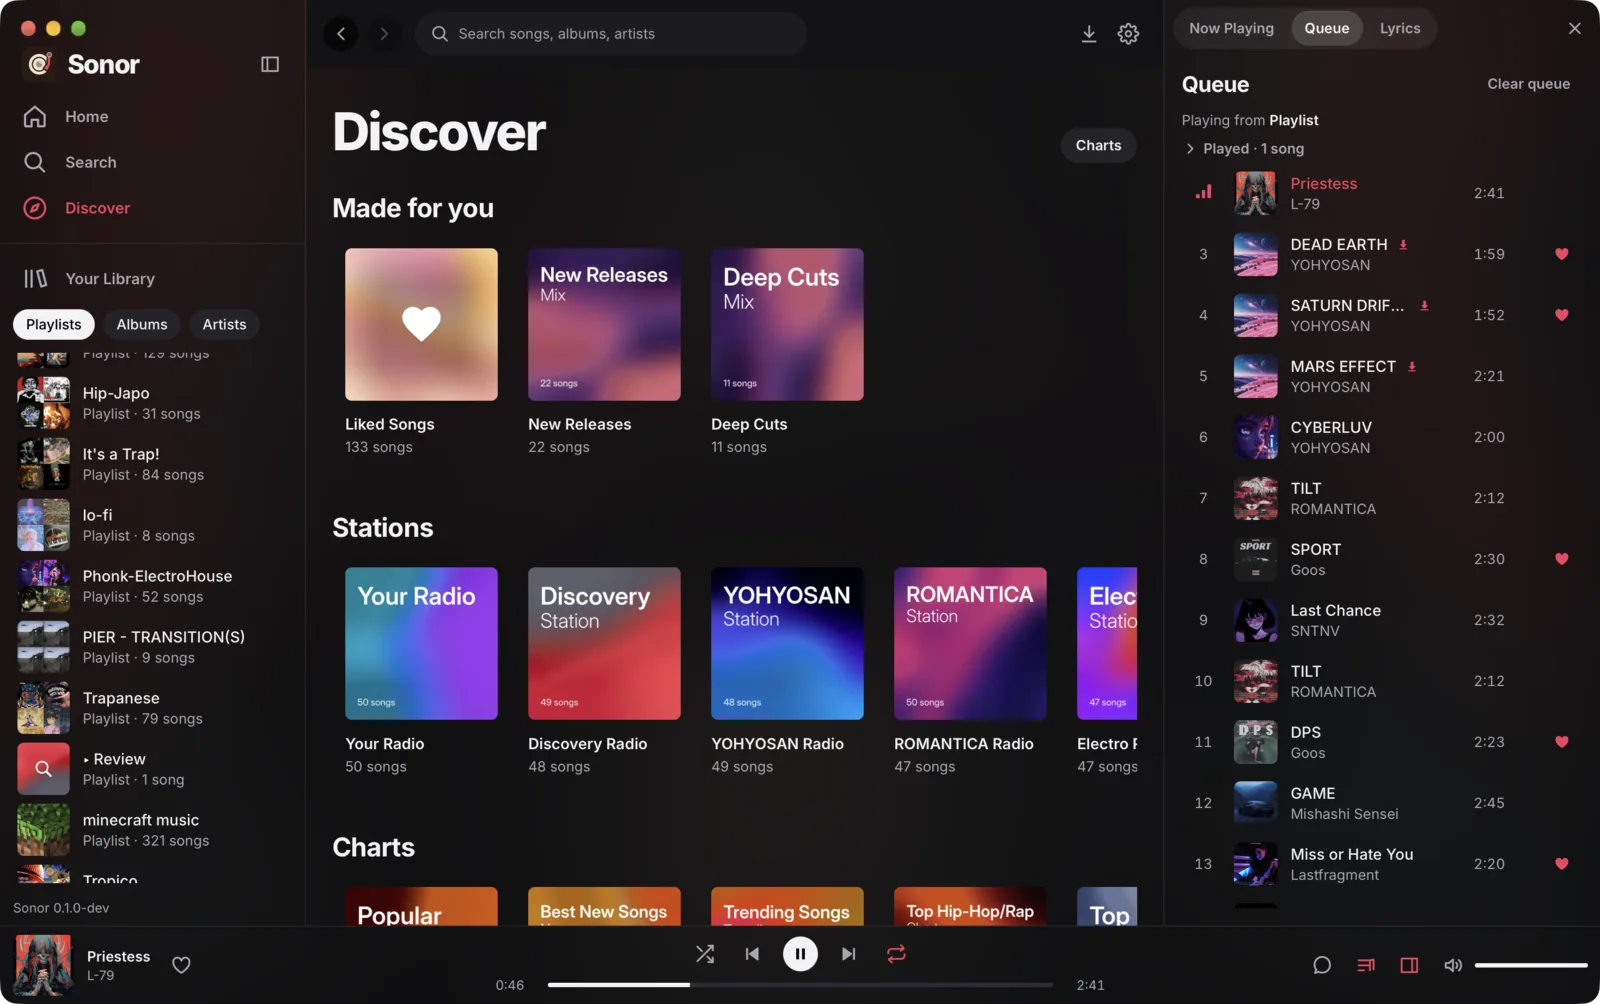 Sonor
Home
Search
Discover
Your Library
Playlists
Albums
Artists
Playlist · 129 songs
Hip-Japo
Playlist · 31 songs
It's a Trap!
Playlist · 84 songs
lo-fi
Playlist · 8 songs
Phonk-ElectroHouse
Playlist · 52 songs
PIER - TRANSITION(S)
Playlist · 9 songs
Trapanese
Playlist · 79 songs
▸ Review
Playlist · 1 song
minecraft music
Playlist · 321 songs
Tropico
Sonor 0.1.0-dev
Search songs, albums, artists
Discover
Charts
Made for you
Liked Songs
133 songs
New Releases
Mix
22 songs
New Releases
22 songs
Deep Cuts
Mix
11 songs
Deep Cuts
11 songs
Stations
Your Radio
50 songs
Your Radio
50 songs
Discovery
Station
49 songs
Discovery Radio
48 songs
YOHYOSAN
Station
48 songs
YOHYOSAN Radio
49 songs
ROMANTICA
Station
50 songs
ROMANTICA Radio
47 songs
Elec
Statio
47 songs
Electro
47 songs
Charts
Popular
Best New Songs
Trending Songs
Top Hip-Hop/Rap
Top
Now Playing
Queue
Lyrics
Queue
Clear queue
Playing from Playlist
Played · 1 song
Priestess
L-79
2:41
3
DEAD EARTH
YOHYOSAN
1:59
4
SATURN DRIF...
YOHYOSAN
1:52
5
MARS EFFECT
YOHYOSAN
2:21
6
CYBERLUV
YOHYOSAN
2:00
7
TILT
ROMANTICA
2:12
8
SPORT
SPORT
Goos
2:30
9
Last Chance
SNTNV
2:32
10
TILT
ROMANTICA
2:12
11
DPS
DPS
Goos
2:23
12
GAME
Mishashi Sensei
2:45
13
Miss or Hate You
Lastfragment
2:20
Priestess
L-79
0:46
2:41